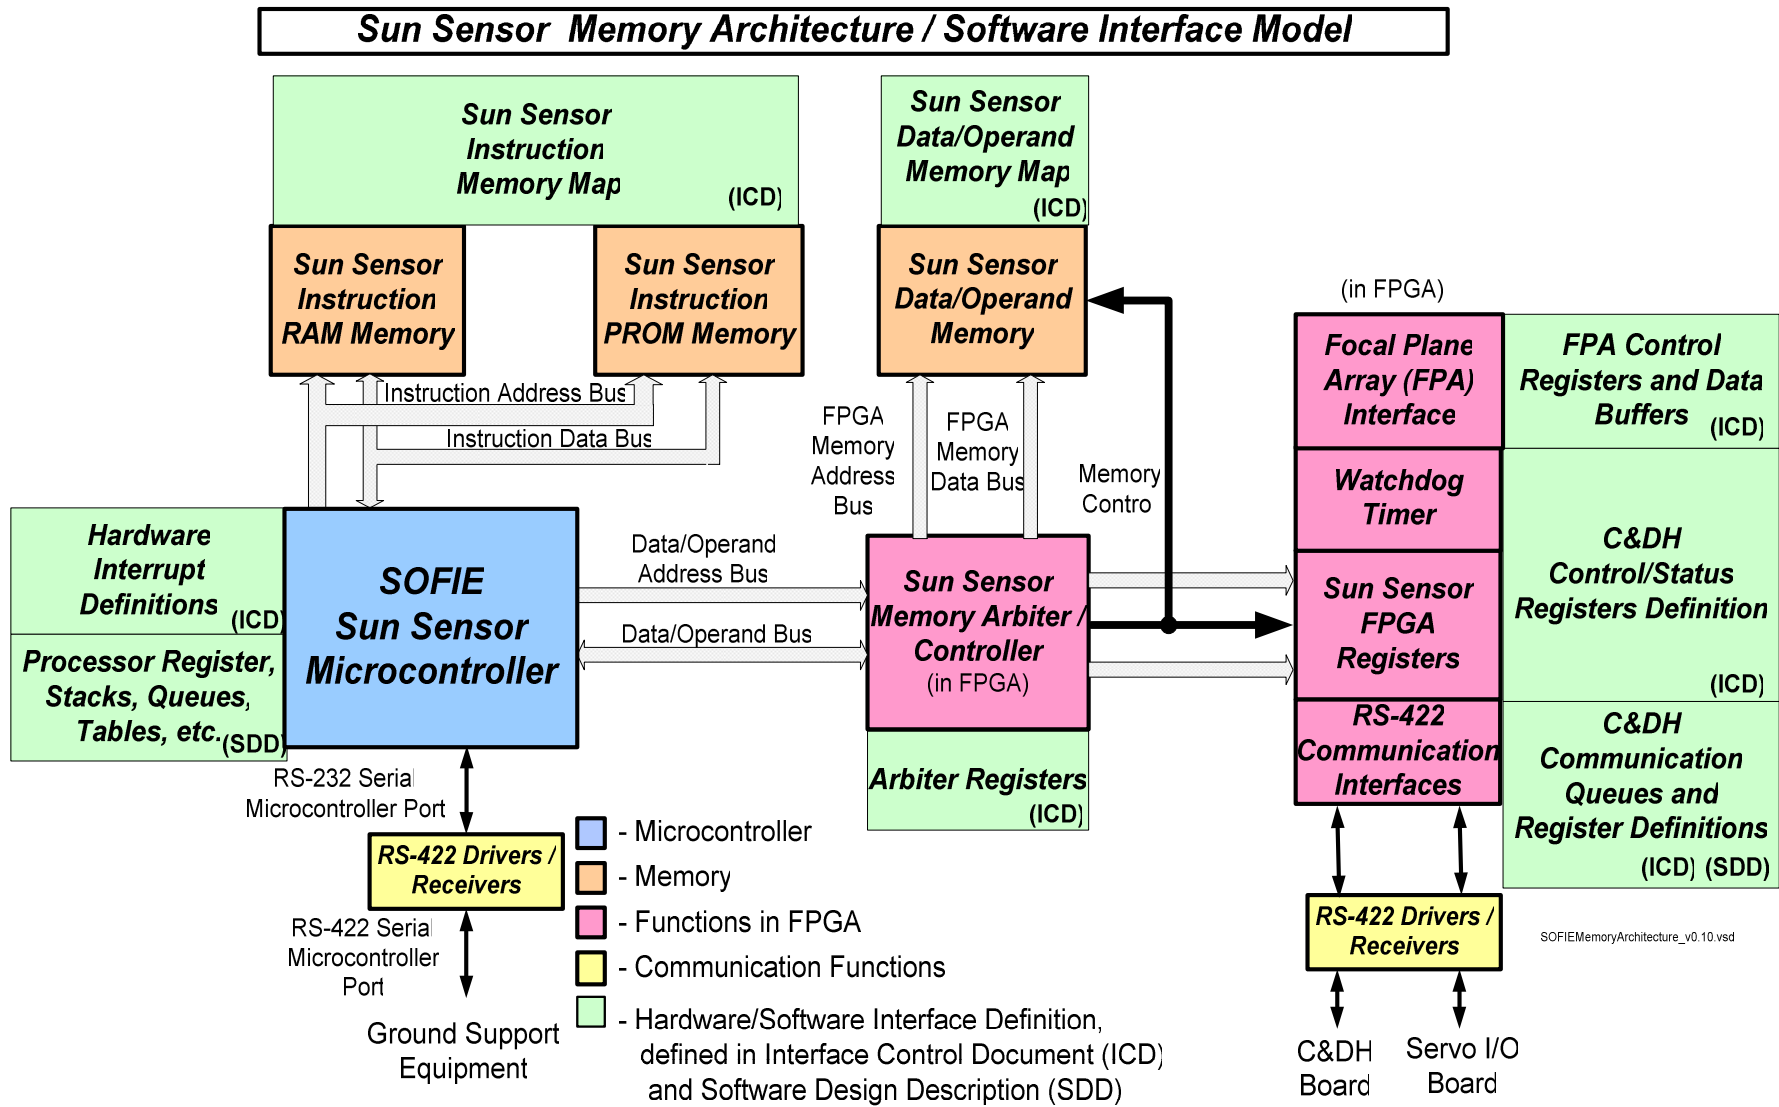 Sun Sensor Memory Architecture / Software Interface Model
Sun Sensor
Instruction
Memory Map
(ICD)
Sun Sensor
Data/Operand
Memory Map
(ICD)
Sun Sensor
Instruction
RAM Memory
Sun Sensor
Instruction
PROM Memory
Sun Sensor
Data/Operand
Memory
(in FPGA)
Focal Plane
Array (FPA)
Interface
FPA Control
Registers and Data
Buffers
(ICD)
Instruction Address Bus
Instruction Data Bus
FPGA
Memory
Address
Bus
FPGA
Memory
Data Bus
Memory
Contro
Watchdog
Timer
C&DH
Control/Status
Registers Definition
(ICD)
Hardware
Interrupt
Definitions
(ICD)
Processor Register,
Stacks, Queues,
Tables, etc.
(SDD)
SOFIE
Sun Sensor
Microcontroller
Data/Operand
Address Bus
Data/Operand Bus
Sun Sensor
Memory Arbiter /
Controller
(in FPGA)
Arbiter Registers
(ICD)
Sun Sensor
FPGA
Registers
RS-422
Communication
Interfaces
C&DH
Communication
Queues and
Register Definitions
(ICD) (SDD)
RS-232 Serial
Microcontroller Port
RS-422 Drivers /
Receivers
RS-422 Serial
Microcontroller
Port
Ground Support
Equipment
- Microcontroller
- Memory
- Functions in FPGA
- Communication Functions
- Hardware/Software Interface Definition,
defined in Interface Control Document (ICD)
and Software Design Description (SDD)
RS-422 Drivers /
Receivers
C&DH
Board
Servo I/O
Board
SOFIEMemoryArchitecture_v0.10.vsd